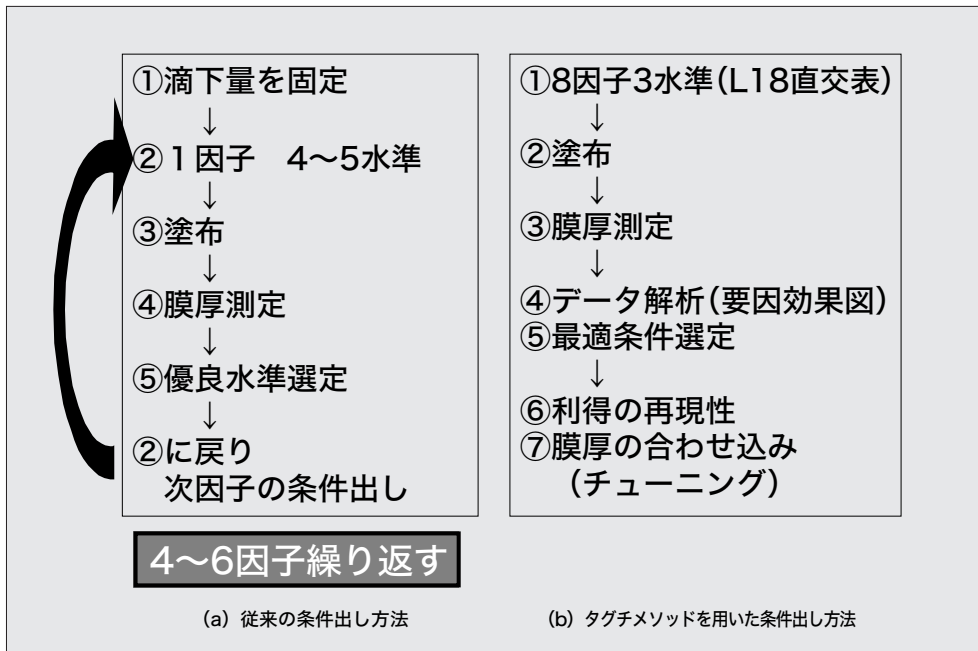 ①滴下量を固定
↓
②１因子　4～5水準
↓
③塗布
↓
④膜厚測定
↓
⑤優良水準選定
↓
②に戻り
次因子の条件出し
4～6因子繰り返す
(a) 従来の条件出し方法
①8因子3水準(L18直交表)
↓
②塗布
↓
③膜厚測定
↓
④データ解析(要因効果図)
⑤最適条件選定
↓
⑥利得の再現性
⑦膜厚の合わせ込み
(チューニング)
(b) タグチメソッドを用いた条件出し方法